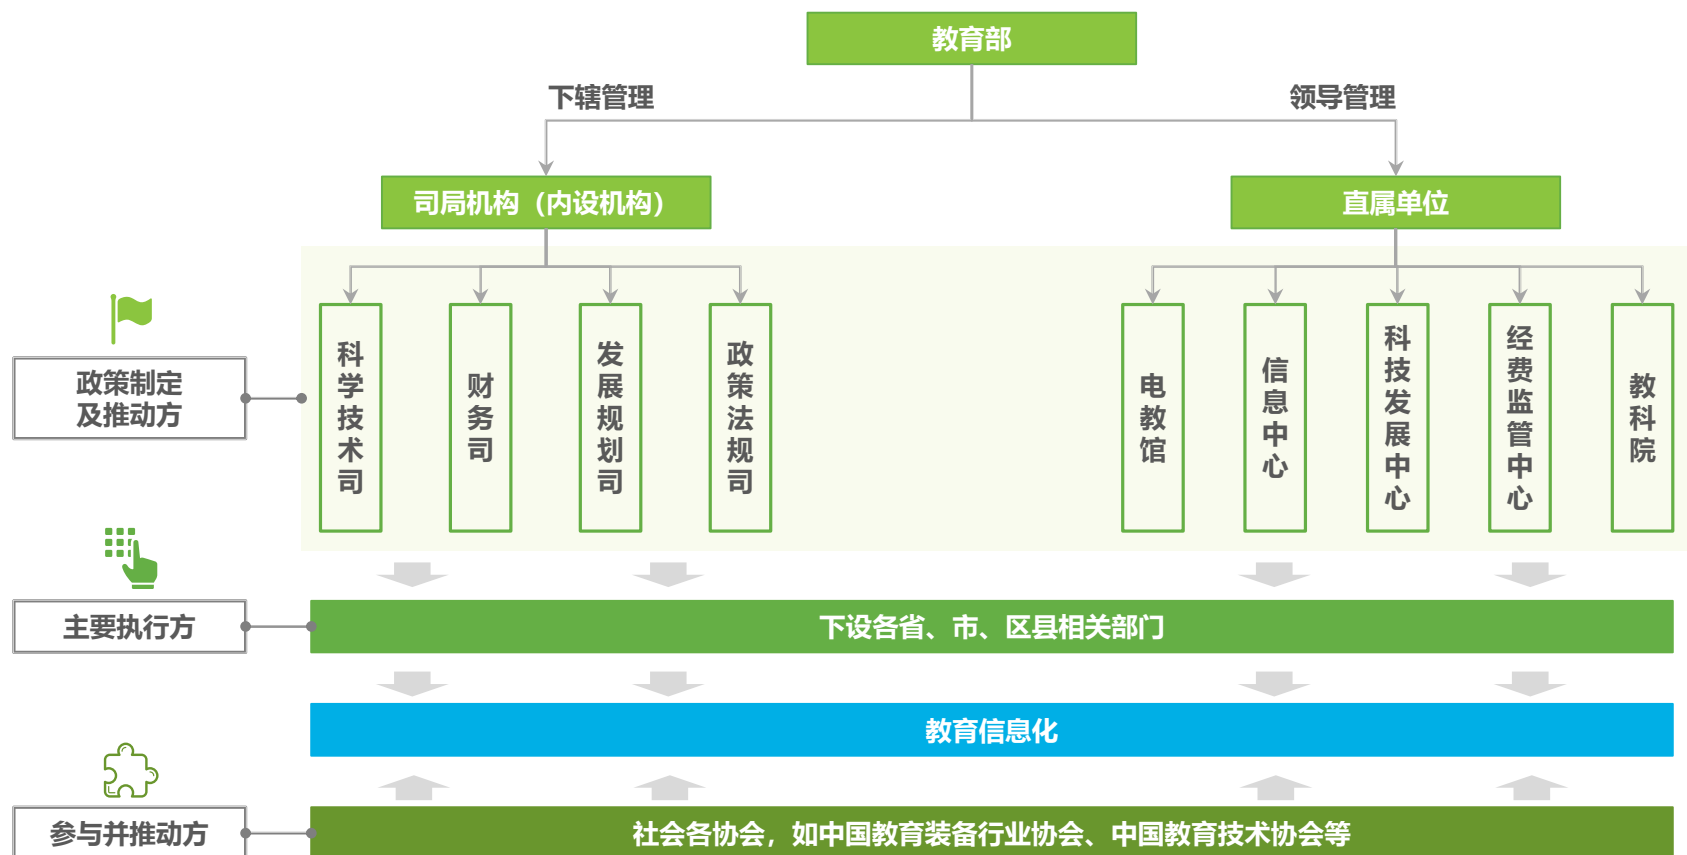 教育部
下辖管理
领导管理
司局机构（内设机构）
直属单位
科学技术司
财务司
发展规划司
政策法规司
电教馆
信息中心
科技发展中心
经费监管中心
教科院
政策制定
及推动方
主要执行方
下设各省、市、区县相关部门
教育信息化
参与并推动方
社会各协会，如中国教育装备行业协会、中国教育技术协会等